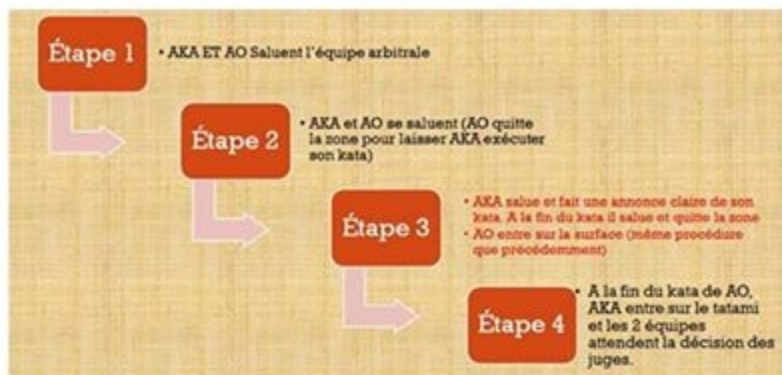 Étape 1
• AKA ET AO Saluent l'équipe arbitrale
Étape 2
• AKA et AO se saluent (AO quitte
la zone pour laisser AKA exécuter
son kata)
Étape 3
• AKA salue et fait une annonce claire de son
kata. A la fin du kata il salue et quitte la zone
• AO entre sur la surface (même procédure
que précédemment)
Étape 4
• A la fin du kata de AO,
AKA entre sur le tatami
et les 2 équipes
attendent la décision des
juges.